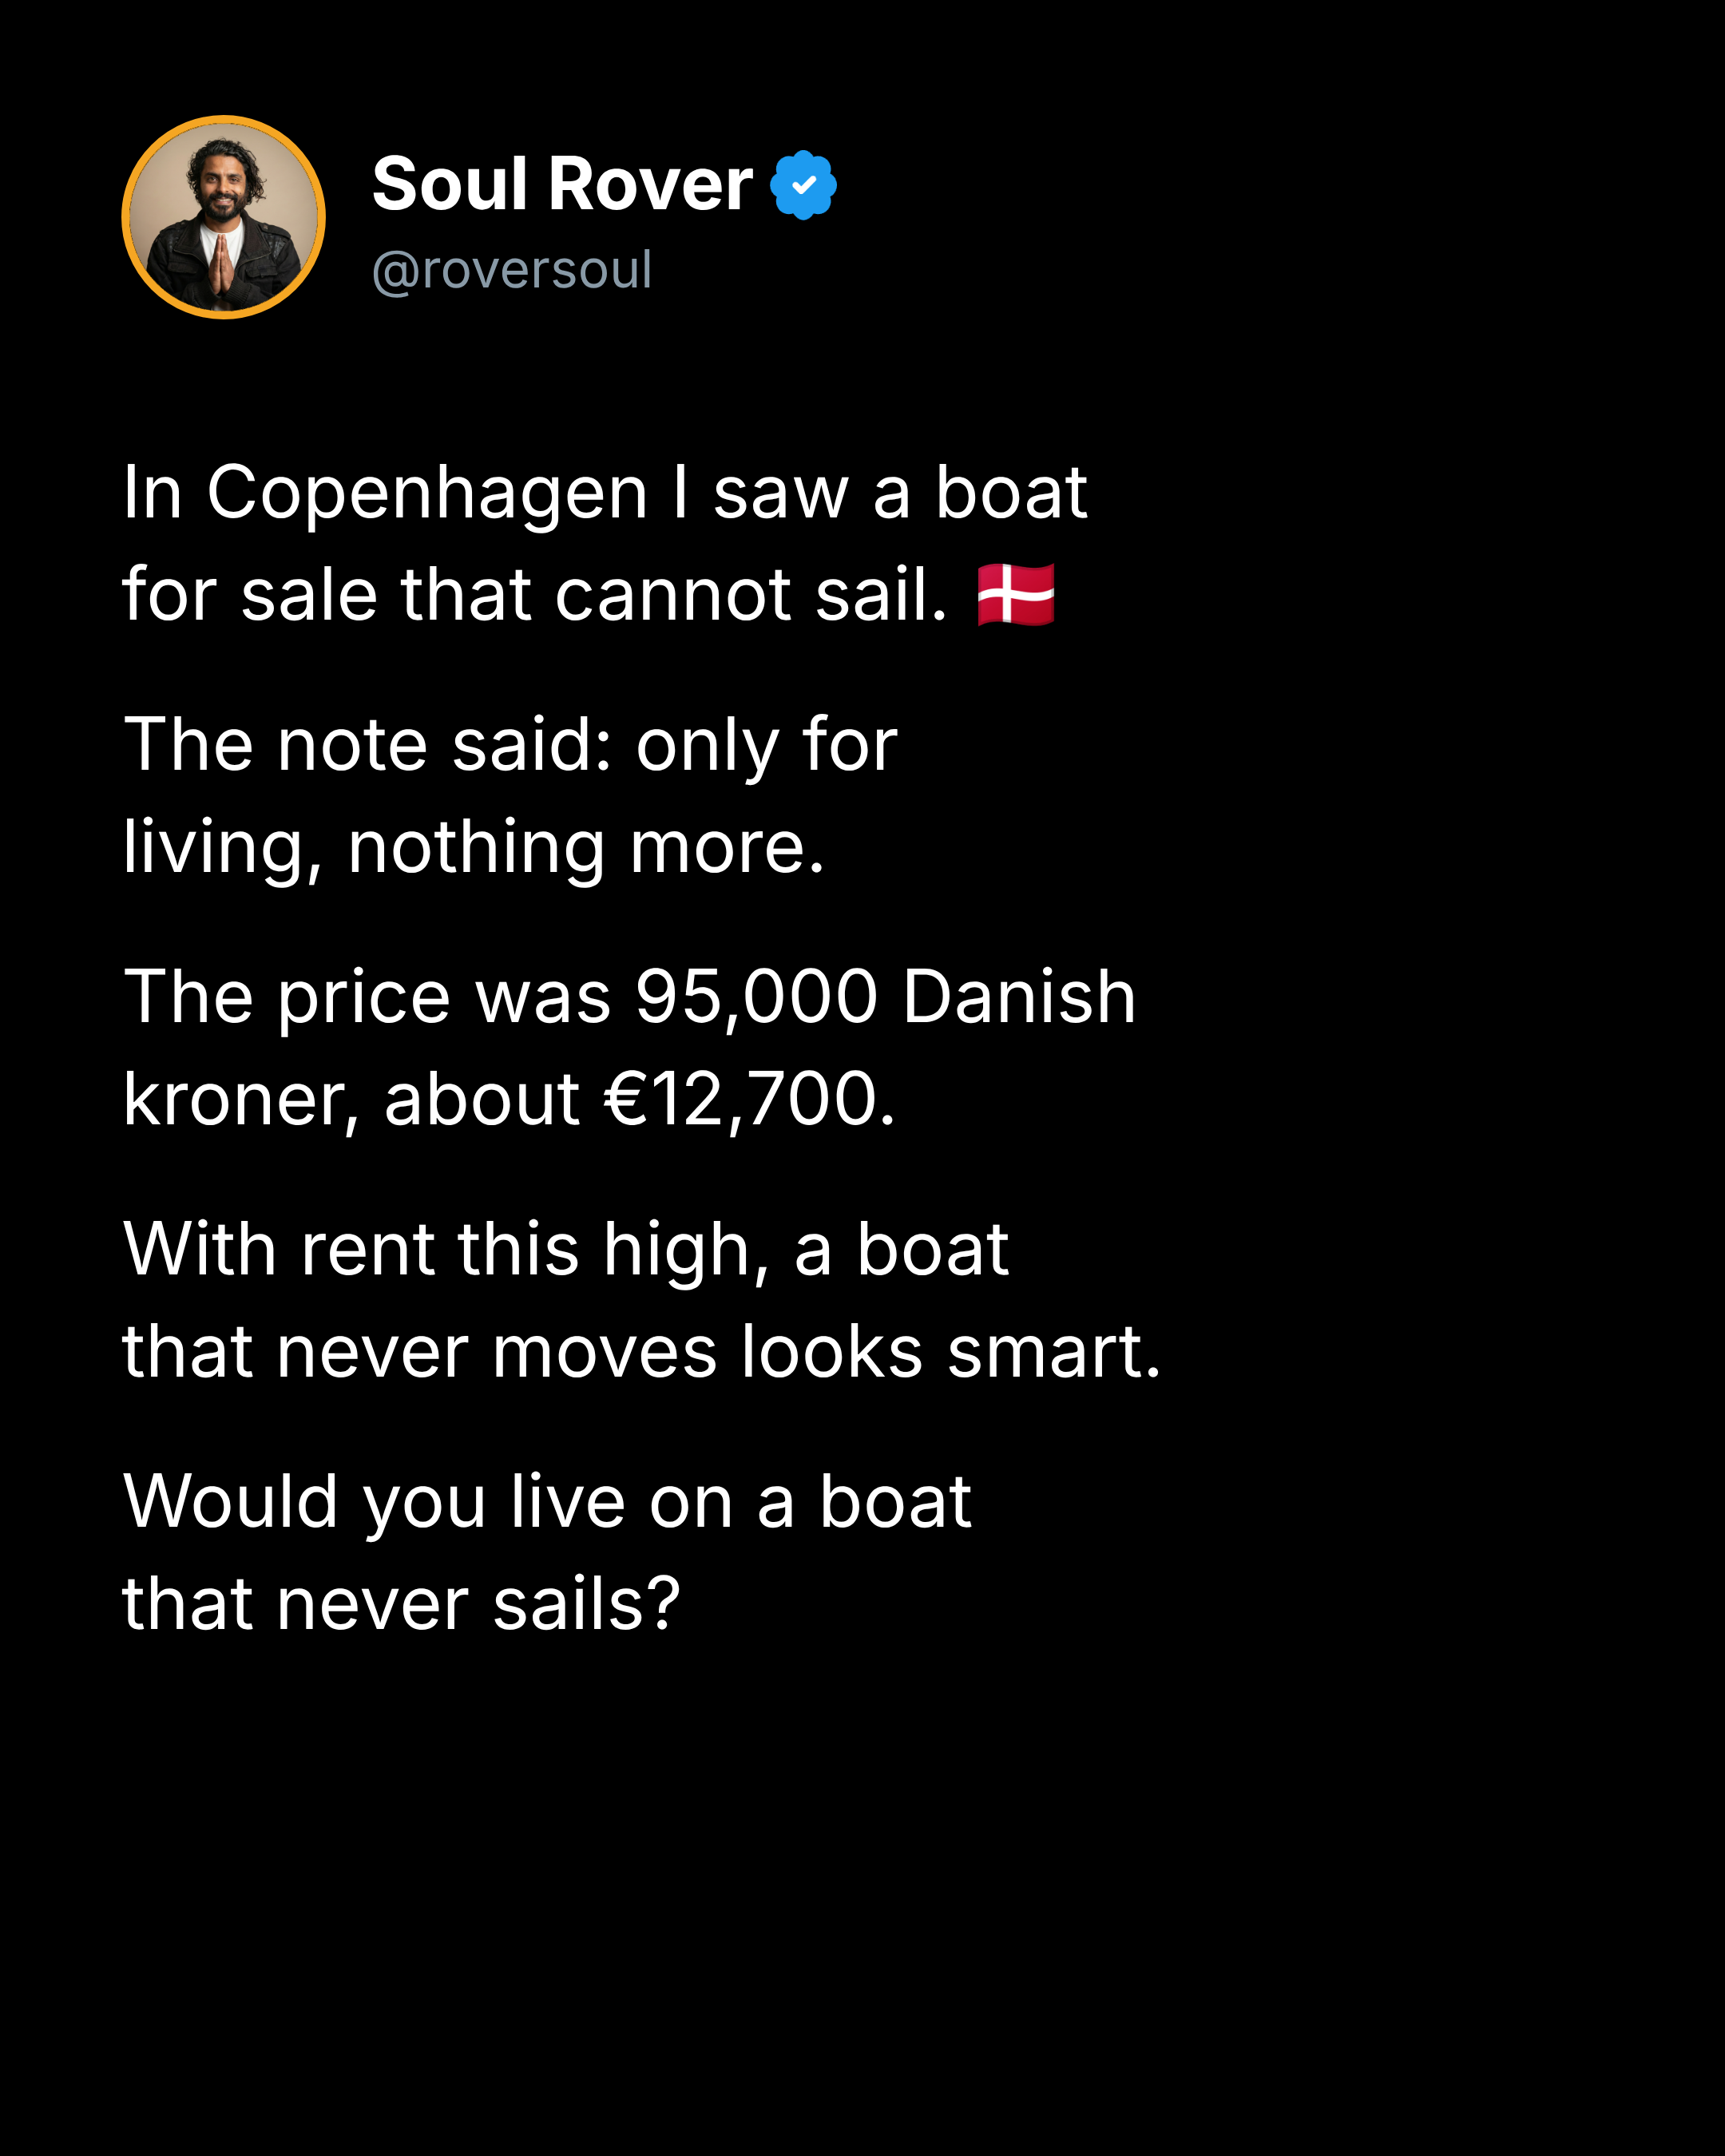 Soul Rover
@roversoul
In Copenhagen I saw a boat
for sale that cannot sail. 🇩🇰
The note said: only for
living, nothing more.
The price was 95,000 Danish
kroner, about €12,700.
With rent this high, a boat
that never moves looks smart.
Would you live on a boat
that never sails?